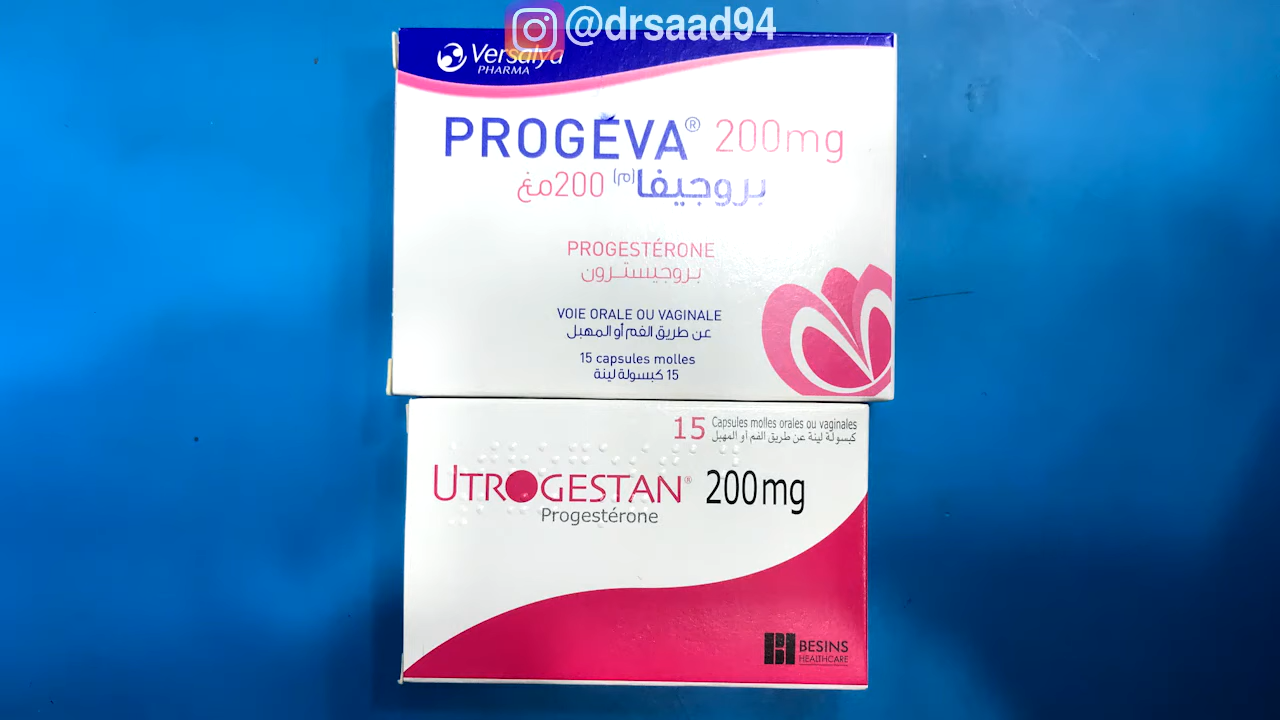 @drsaad94
Versalya
PHARMA
PROGÉVA® 200mg
بروجيفا(م) 200مغ
PROGESTÉRONE
بروجيسترون
VOIE ORALE OU VAGINALE
عن طريق الفم أو المهبل
15 capsules molles
15 كبسولة لينة
15 Capsules molles orales ou vaginales
كبسولة لينة عن طريق الفم أو المهبل
UTROGESTAN® 200mg
Progestérone
BESINS
HEALTHCARE